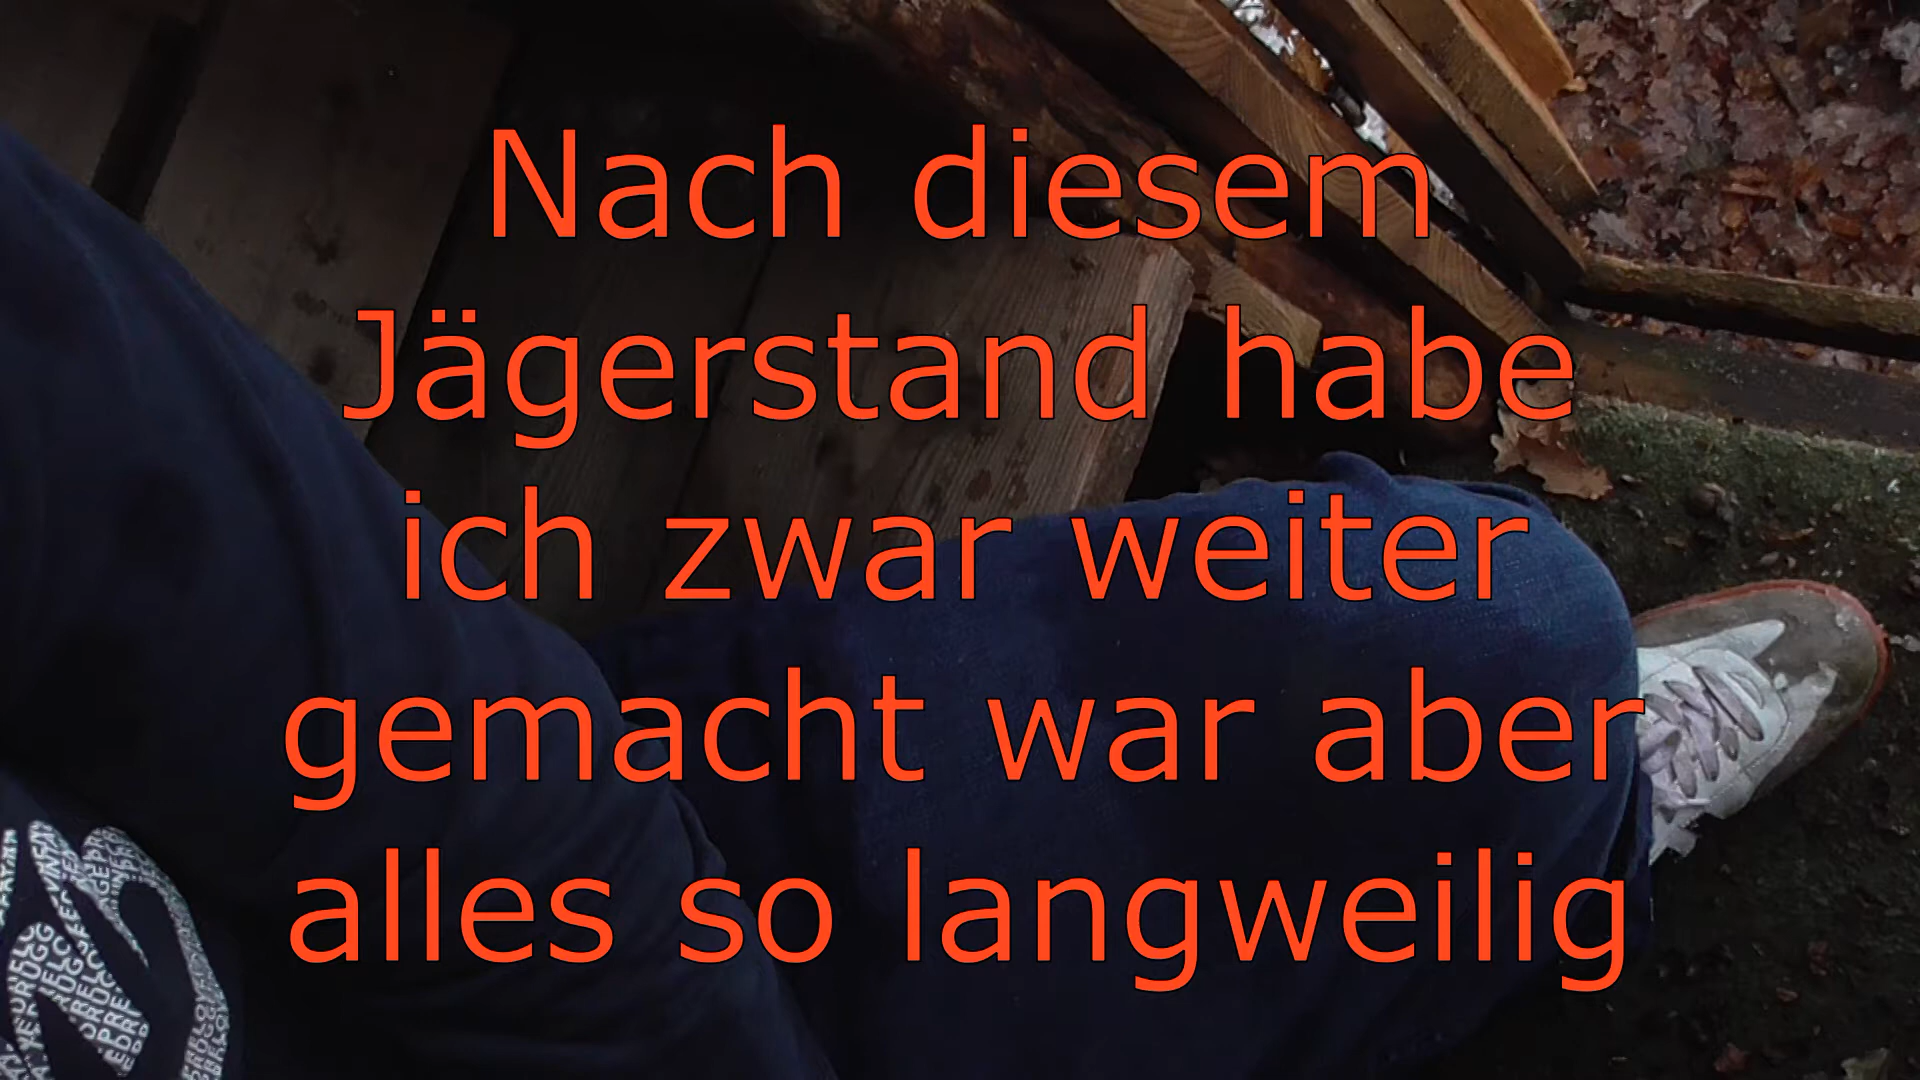 Nach diesem
Jägerstand habe
ich zwar weiter
gemacht war aber
alles so langweilig